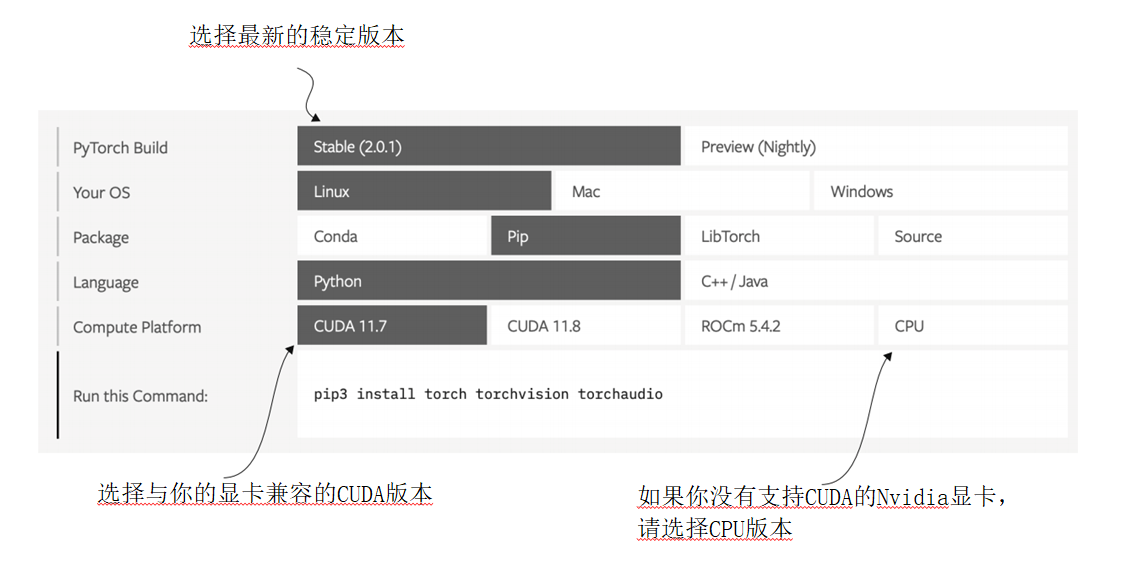 选择最新的稳定版本
PyTorch Build Stable (2.0.1) Preview (Nightly)
Your OS Linux Mac Windows
Package Conda Pip LibTorch Source
Language Python C++ / Java
Compute Platform CUDA 11.7 CUDA 11.8 ROCm 5.4.2 CPU
Run this Command: pip3 install torch torchvision torchaudio
选择与你的显卡兼容的CUDA版本
如果你没有支持CUDA的Nvidia显卡，
请选择CPU版本